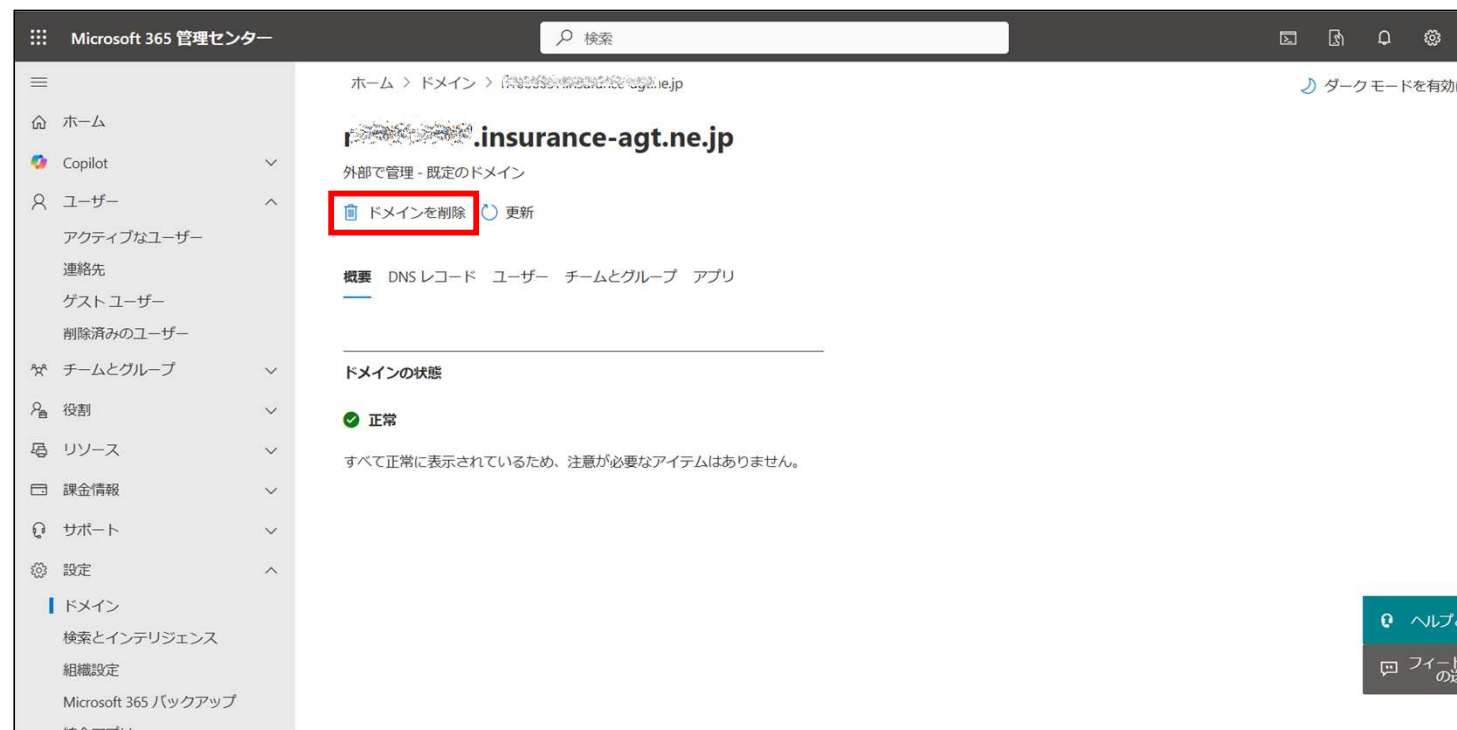 Microsoft 365 管理センター
検索
ホーム > ドメイン > .ne.jp
ダーク モードを有効
ホーム
Copilot
ユーザー
アクティブなユーザー
連絡先
ゲスト ユーザー
削除済みのユーザー
チームとグループ
役割
リソース
課金情報
サポート
設定
ドメイン
検索とインテリジェンス
組織設定
Microsoft 365 バックアップ
.insurance-agt.ne.jp
外部で管理 - 既定のドメイン
ドメインを削除 更新
概要 DNS レコード ユーザー チームとグループ アプリ
ドメインの状態
正常
すべて正常に表示されているため、注意が必要なアイテムはありません。
ヘルプ
フィード
の送